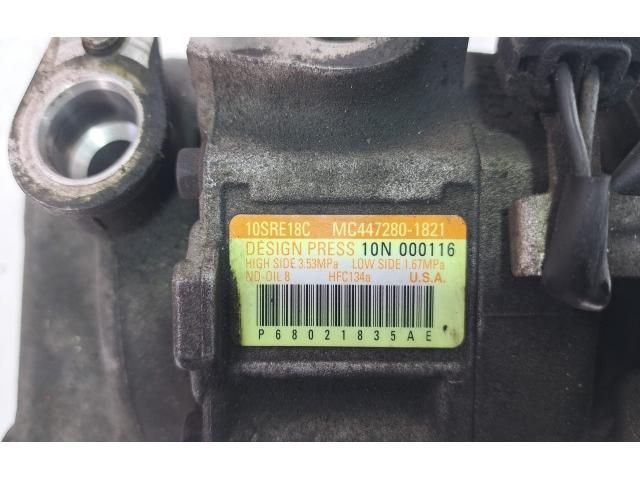 10SRE18C MC447280-1821
DESIGN PRESS 10N 000116
HIGH SIDE 3.53MPa LOW SIDE 1.67MPa
ND-OIL 8 HFC134a U.S.A.
P68021835AE